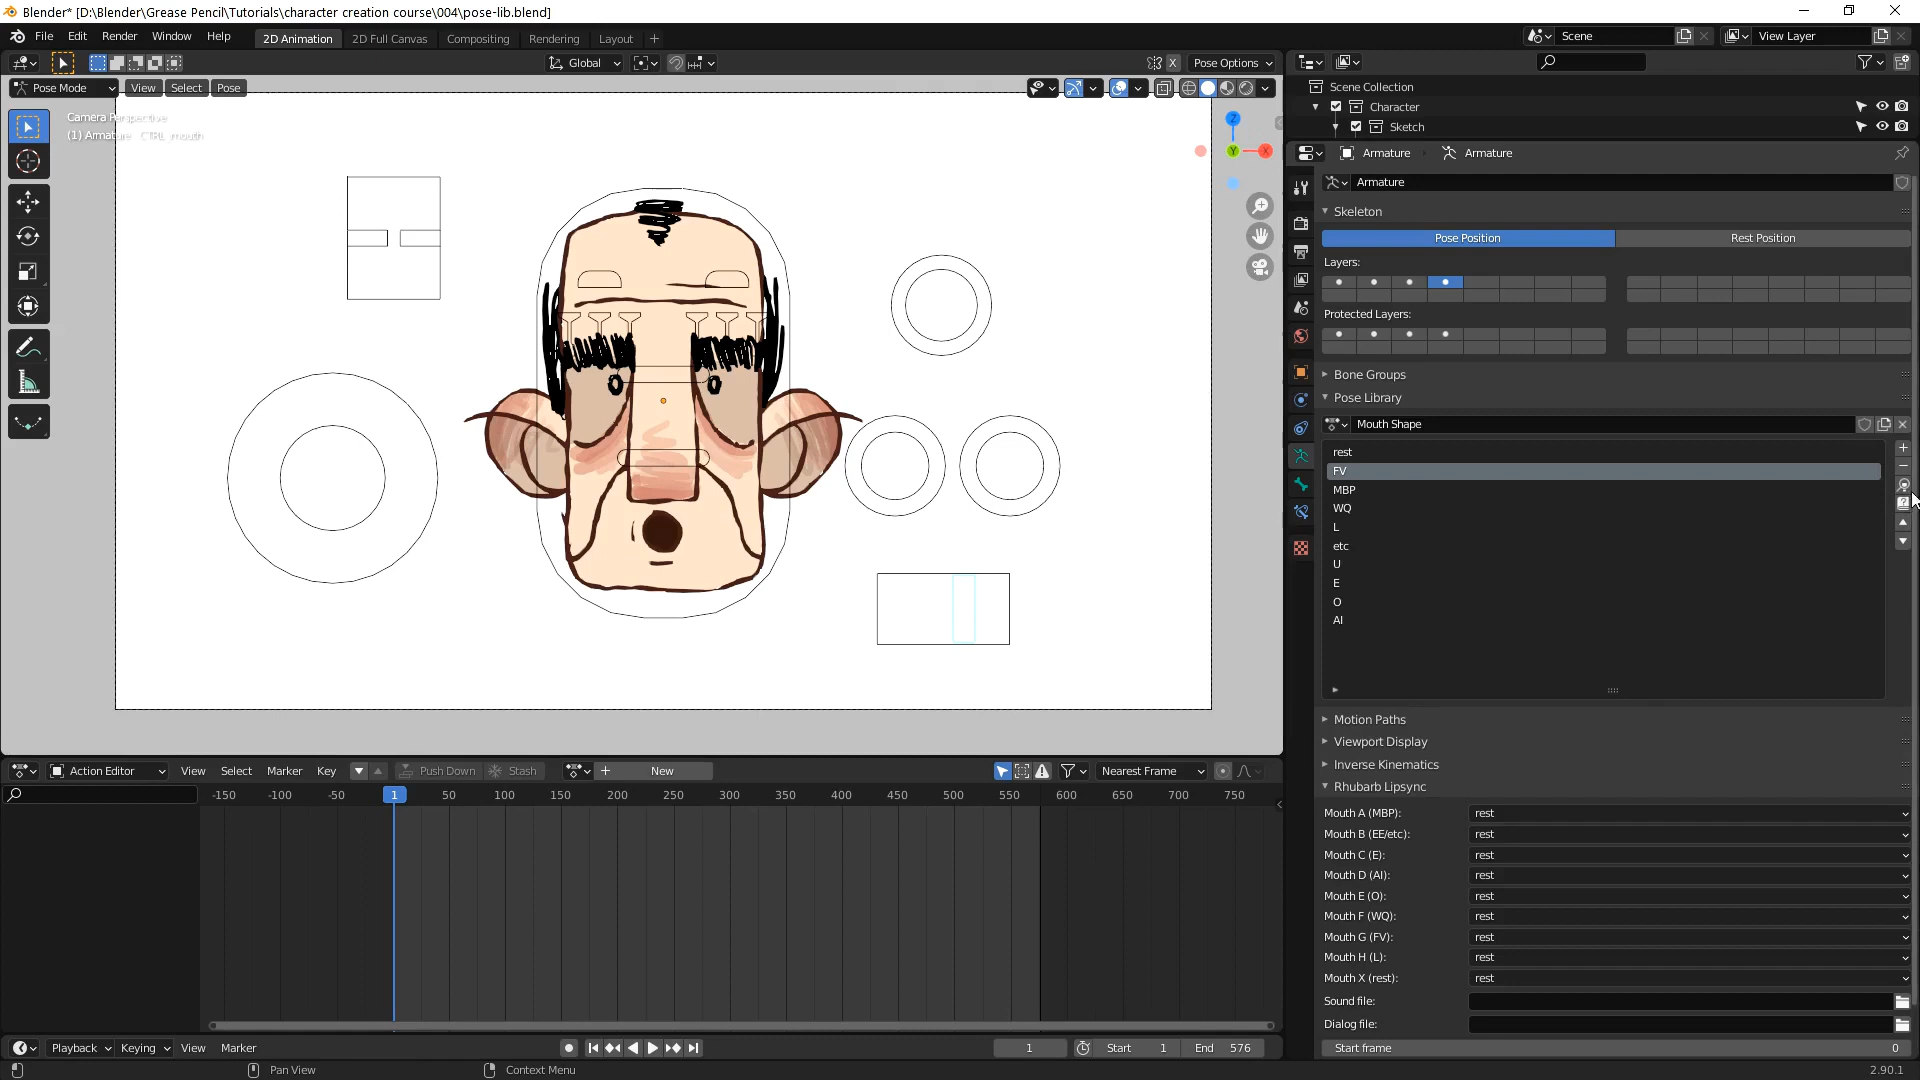 Blender* [D:\Blender\Grease Pencil\Tutorials\character creation course\004\pose-lib.blend]
File Edit Render Window Help 2D Animation 2D Full Canvas Compositing Rendering Layout + Scene View Layer
Global X Pose Options
Pose Mode View Select Pose
Camera Perspective
(1) Armature CTRL_mouth
Z
Y X
Scene Collection
Character
Sketch
Armature Armature
Armature
Skeleton
Pose Position Rest Position
Layers:
Protected Layers:
Bone Groups
Pose Library
Mouth Shape
rest
FV
MBP
WQ
L
etc
U
E
O
AI
Motion Paths
Viewport Display
Inverse Kinematics
Rhubarb Lipsync
Mouth A (MBP): rest
Mouth B (EE/etc): rest
Mouth C (E): rest
Mouth D (AI): rest
Mouth E (O): rest
Mouth F (WQ): rest
Mouth G (FV): rest
Mouth H (L): rest
Mouth X (rest): rest
Sound file:
Dialog file:
Start frame 0
Action Editor View Select Marker Key Push Down Stash + New Nearest Frame
-150 -100 -50 1 50 100 150 200 250 300 350 400 450 500 550 600 650 700 750
Playback Keying View Marker 1 Start 1 End 576
Pan View Context Menu 2.90.1